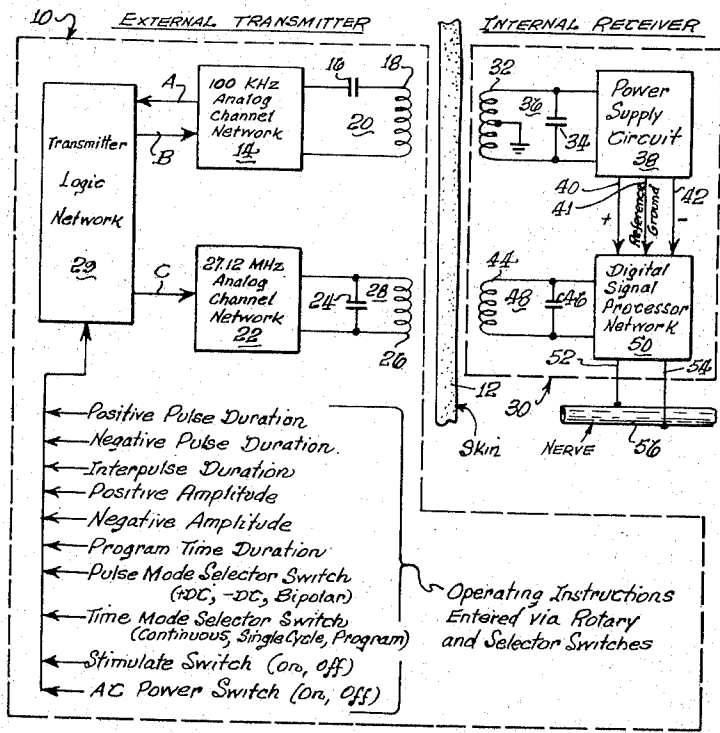 10
EXTERNAL TRANSMITTER
INTERNAL RECEIVER
Transmitter
Logic
Network
29
A
B
C
100 KHz
Analog
Channel
Network
14
16
18
20
27.12 MHz
Analog
Channel
Network
22
24
28
26
32
36
34
Power
Supply
Circuit
38
40
41
42
+
Reference
Ground
-
44
48
46
Digital
Signal
Processor
Network
50
52
54
12
Skin
30
NERVE
56
Positive Pulse Duration
Negative Pulse Duration.
Interpulse Duration
Positive Amplitude
Negative Amplitude
Program Time Duration
Pulse Mode Selector Switch
(+DC, -DC, Bipolar)
Time Mode Selector Switch
(Continuous, Single Cycle, Program)
Stimulate Switch (on, off)
AC Power Switch (On, Off)
Operating Instructions
Entered via Rotary
and Selector Switches